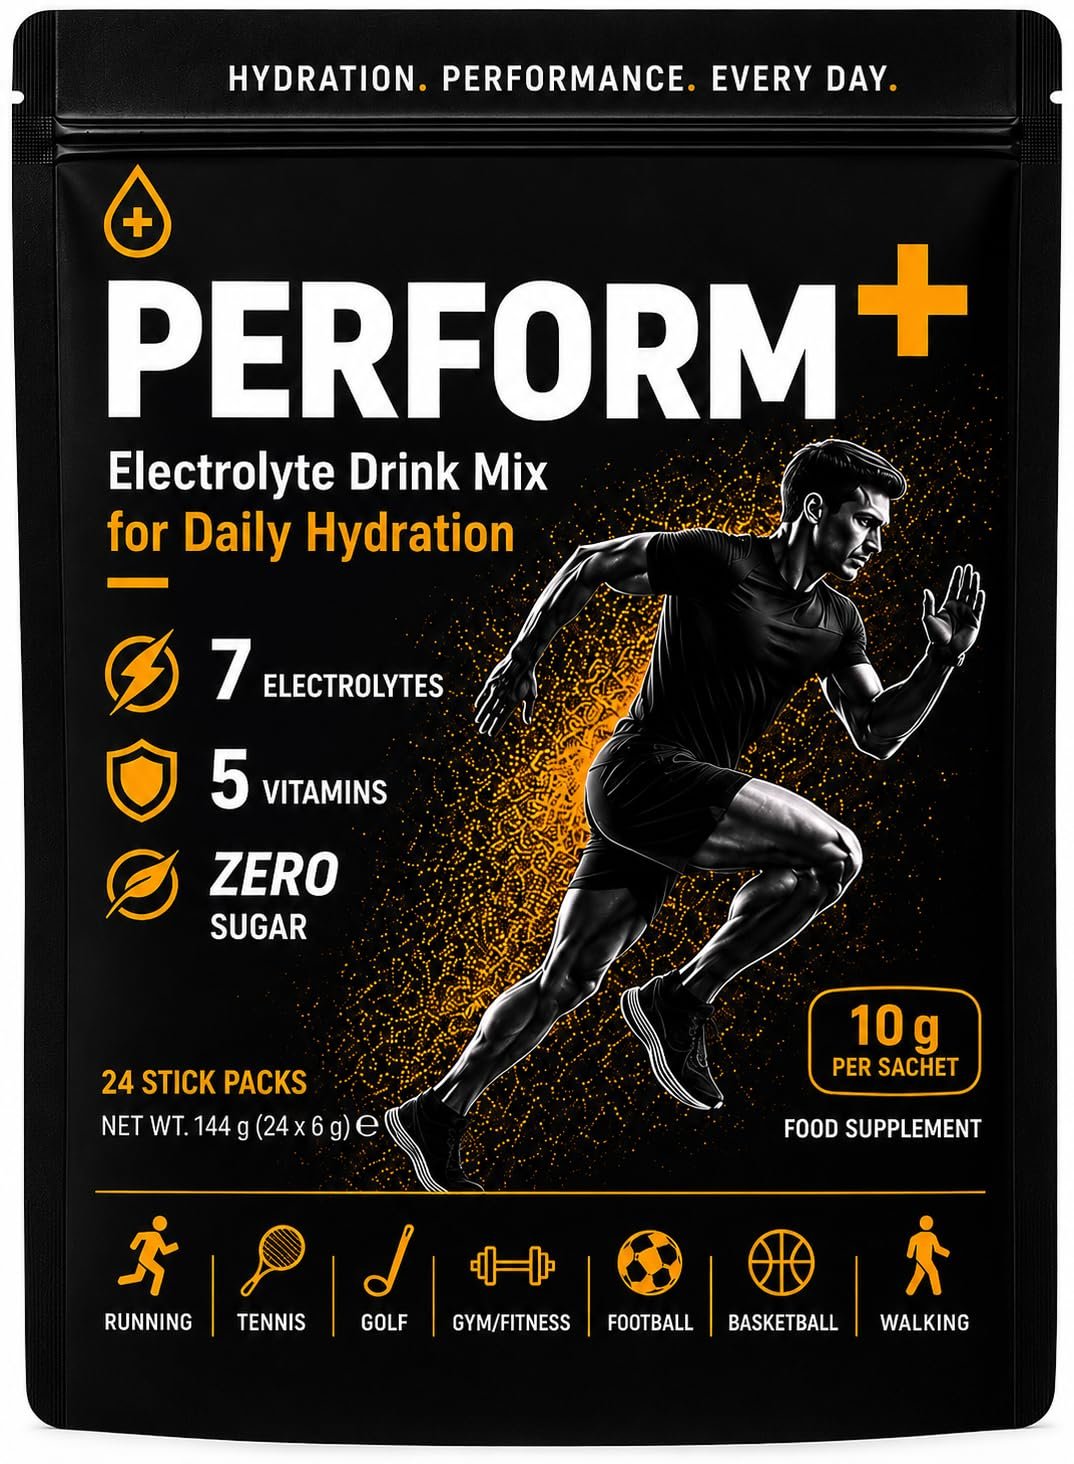 HYDRATION. PERFORMANCE. EVERY DAY.
PERFORM+
Electrolyte Drink Mix
for Daily Hydration
7 ELECTROLYTES
5 VITAMINS
ZERO
SUGAR
10 g
PER SACHET
24 STICK PACKS
NET WT. 144 g (24 x 6 g) ℮
FOOD SUPPLEMENT
RUNNING
TENNIS
GOLF
GYM/FITNESS
FOOTBALL
BASKETBALL
WALKING